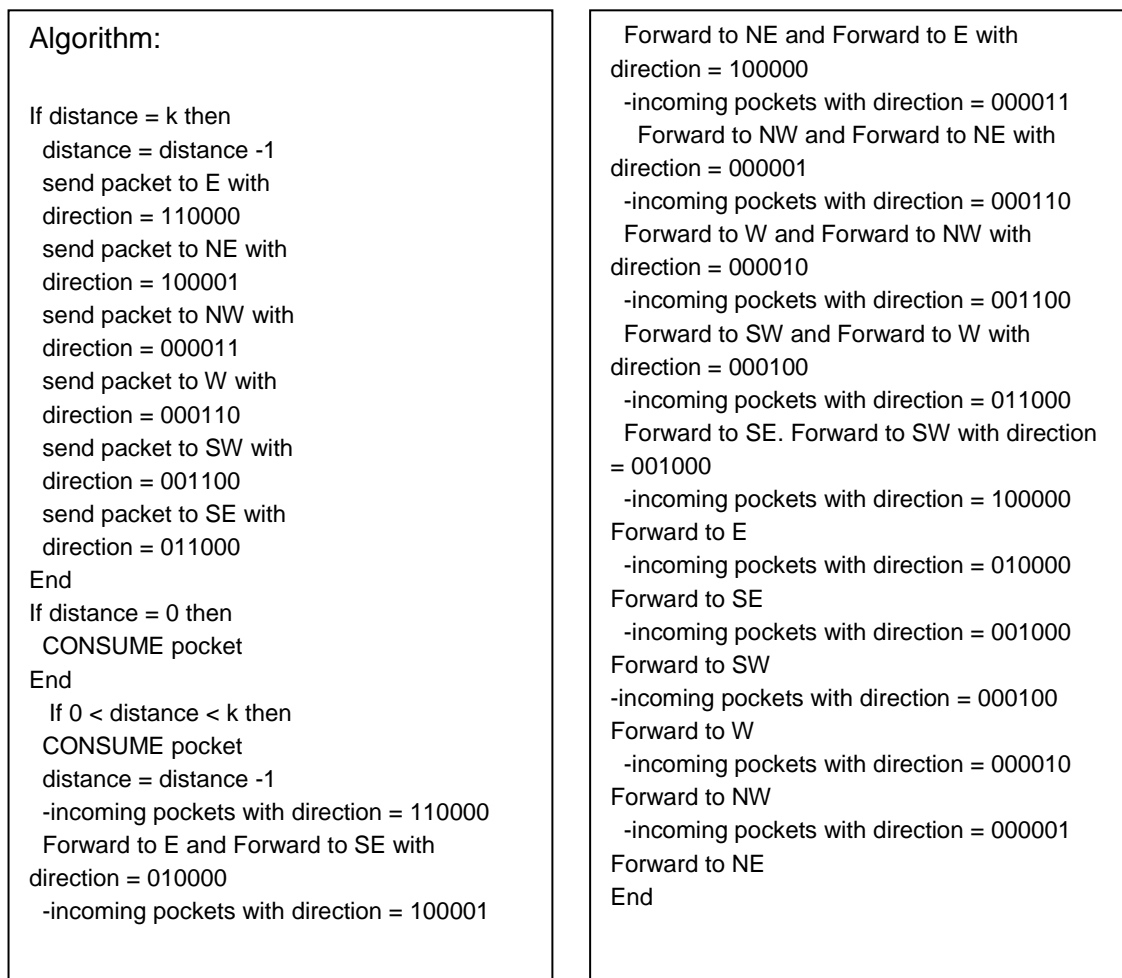 Algorithm:
If distance = k then
distance = distance -1
send packet to E with
direction = 110000
send packet to NE with
direction = 100001
send packet to NW with
direction = 000011
send packet to W with
direction = 000110
send packet to SW with
direction = 001100
send packet to SE with
direction = 011000
End
If distance = 0 then
CONSUME pocket
End
If 0 < distance < k then
CONSUME pocket
distance = distance -1
-incoming pockets with direction = 110000
Forward to E and Forward to SE with
direction = 010000
-incoming pockets with direction = 100001
Forward to NE and Forward to E with
direction = 100000
-incoming pockets with direction = 000011
Forward to NW and Forward to NE with
direction = 000001
-incoming pockets with direction = 000110
Forward to W and Forward to NW with
direction = 000010
-incoming pockets with direction = 001100
Forward to SW and Forward to W with
direction = 000100
-incoming pockets with direction = 011000
Forward to SE. Forward to SW with direction
= 001000
-incoming pockets with direction = 100000
Forward to E
-incoming pockets with direction = 010000
Forward to SE
-incoming pockets with direction = 001000
Forward to SW
-incoming pockets with direction = 000100
Forward to W
-incoming pockets with direction = 000010
Forward to NW
-incoming pockets with direction = 000001
Forward to NE
End